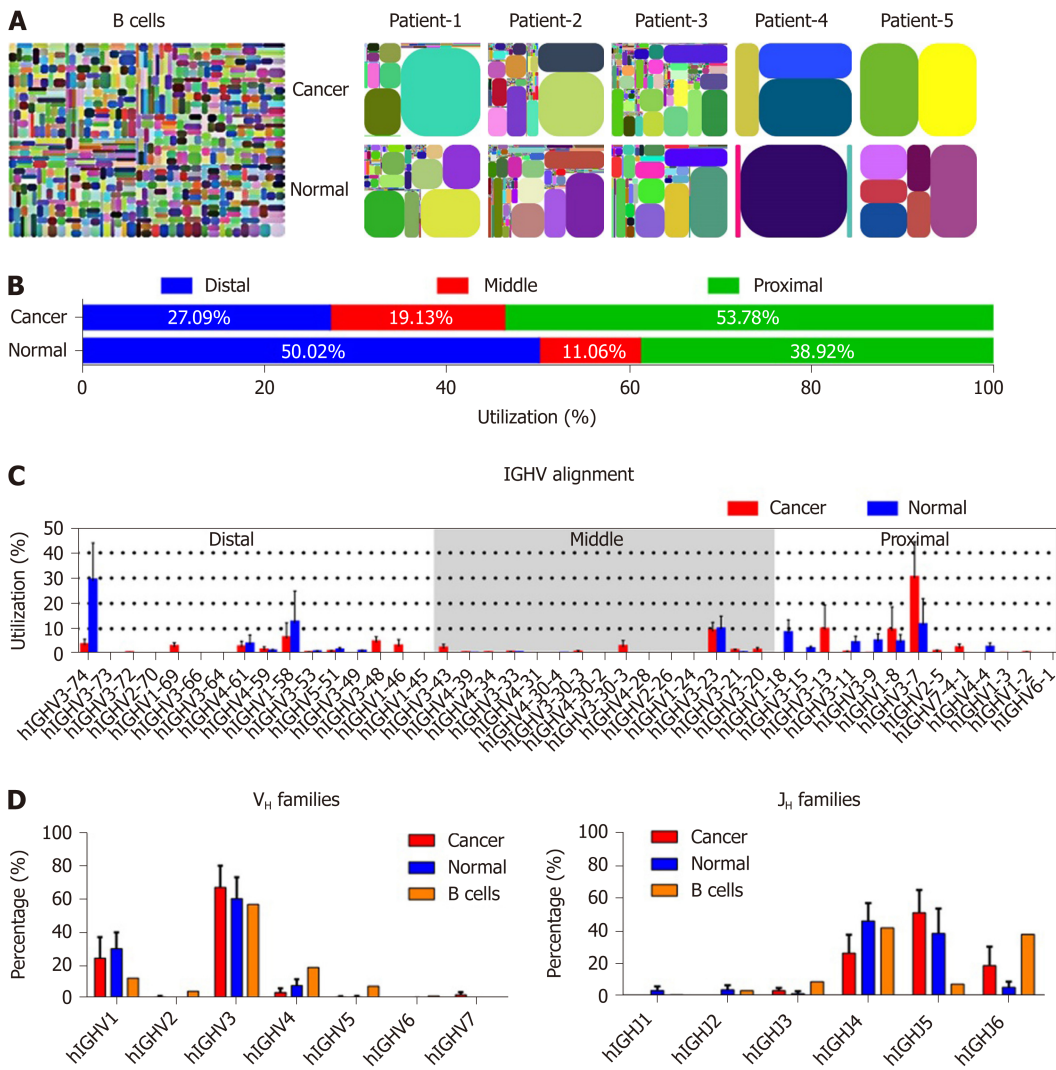 A
B cells
Patient-1
Patient-2
Patient-3
Patient-4
Patient-5
Cancer
Normal
B
Distal
Middle
Proximal
Cancer
27.09%
19.13%
53.78%
Normal
50.02%
11.06%
38.92%
0
20
40
60
80
100
Utilization (%)
C
IGHV alignment
Cancer
Normal
Utilization (%)
50
40
30
20
10
0
Distal
Middle
Proximal
hIGHV3-74
hIGHV3-73
hIGHV3-72
hIGHV2-70
hIGHV1-69
hIGHV3-66
hIGHV3-64
hIGHV4-61
hIGHV4-59
hIGHV1-58
hIGHV3-53
hIGHV5-51
hIGHV3-49
hIGHV3-48
hIGHV1-46
hIGHV1-45
hIGHV3-43
hIGHV4-39
hIGHV4-34
hIGHV3-33
hIGHV4-31
hIGHV4-30-4
hIGHV3-30-3
hIGHV4-30-2
hIGHV3-30
hIGHV4-28
hIGHV2-26
hIGHV1-24
hIGHV3-23
hIGHV3-21
hIGHV3-20
hIGHV1-18
hIGHV3-15
hIGHV3-13
hIGHV3-11
hIGHV3-9
hIGHV1-8
hIGHV3-7
hIGHV2-5
hIGHV7-4-1
hIGHV4-4
hIGHV1-3
hIGHV1-2
hIGHV6-1
D
V_H families
Percentage (%)
100
80
60
40
20
0
Cancer
Normal
B cells
hIGHV1
hIGHV2
hIGHV3
hIGHV4
hIGHV5
hIGHV6
hIGHV7
J_H families
Percentage (%)
100
80
60
40
20
0
Cancer
Normal
B cells
hIGHJ1
hIGHJ2
hIGHJ3
hIGHJ4
hIGHJ5
hIGHJ6